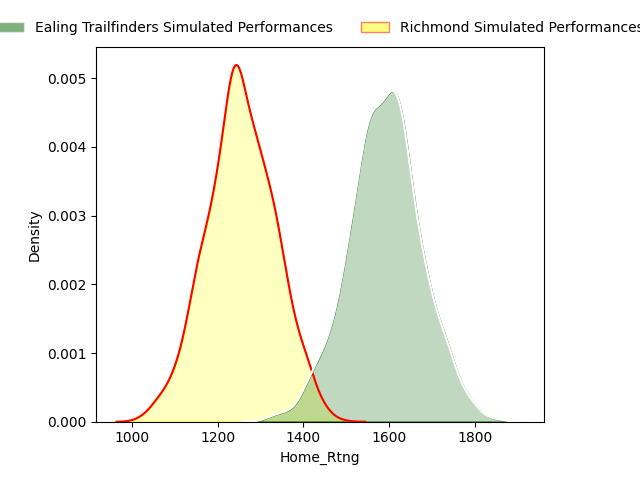 Ealing Trailfinders Simulated Performances
Richmond Simulated Performances
0.005
0.004
0.003
0.002
0.001
0.000
Density
1000 1200 1400 1600 1800
Home_Rtng